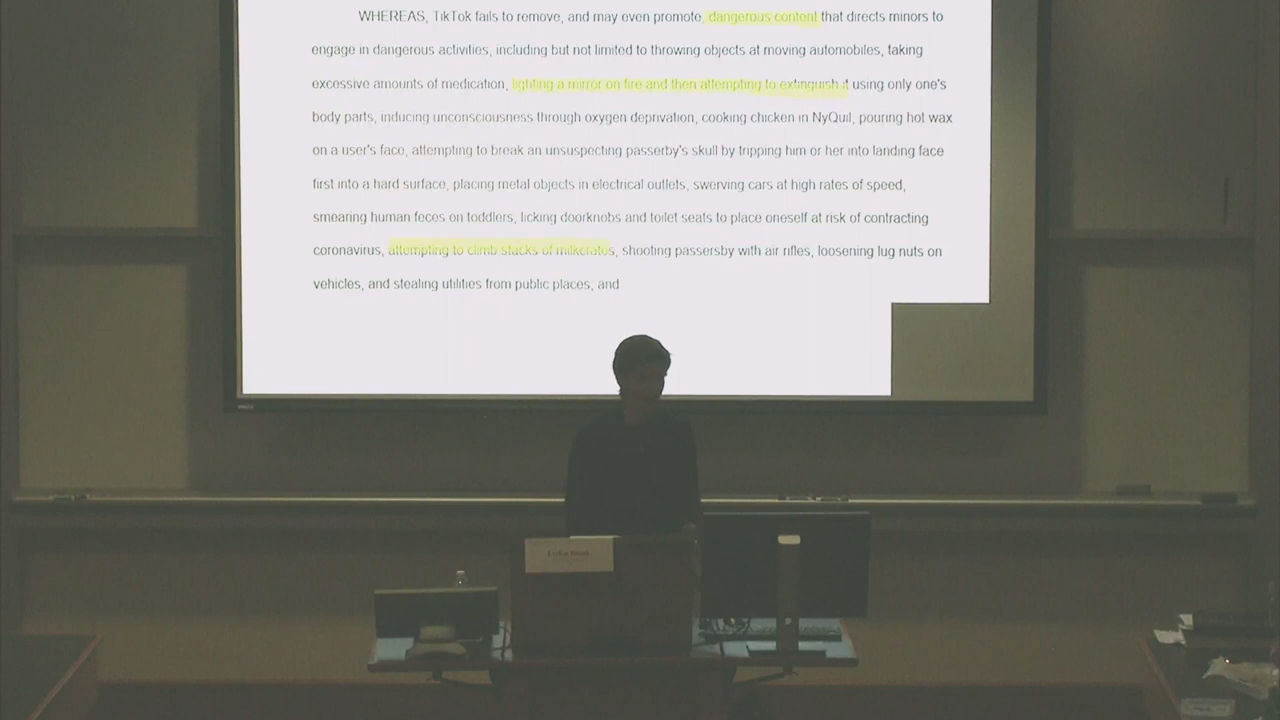 WHEREAS, TikTok fails to remove, and may even promote, dangerous content that directs minors to
engage in dangerous activities, including but not limited to throwing objects at moving automobiles, taking
excessive amounts of medication, lighting a mirror on fire and then attempting to extinguish it using only one's
body parts, inducing unconsciousness through oxygen deprivation, cooking chicken in NyQuil, pouring hot wax
on a user's face, attempting to break an unsuspecting passerby's skull by tripping him or her into landing face
first into a hard surface, placing metal objects in electrical outlets, swerving cars at high rates of speed,
smearing human feces on toddlers, licking doorknobs and toilet seats to place oneself at risk of contracting
coronavirus, attempting to climb stacks of milkcrates, shooting passersby with air rifles, loosening lug nuts on
vehicles, and stealing utilities from public places, and